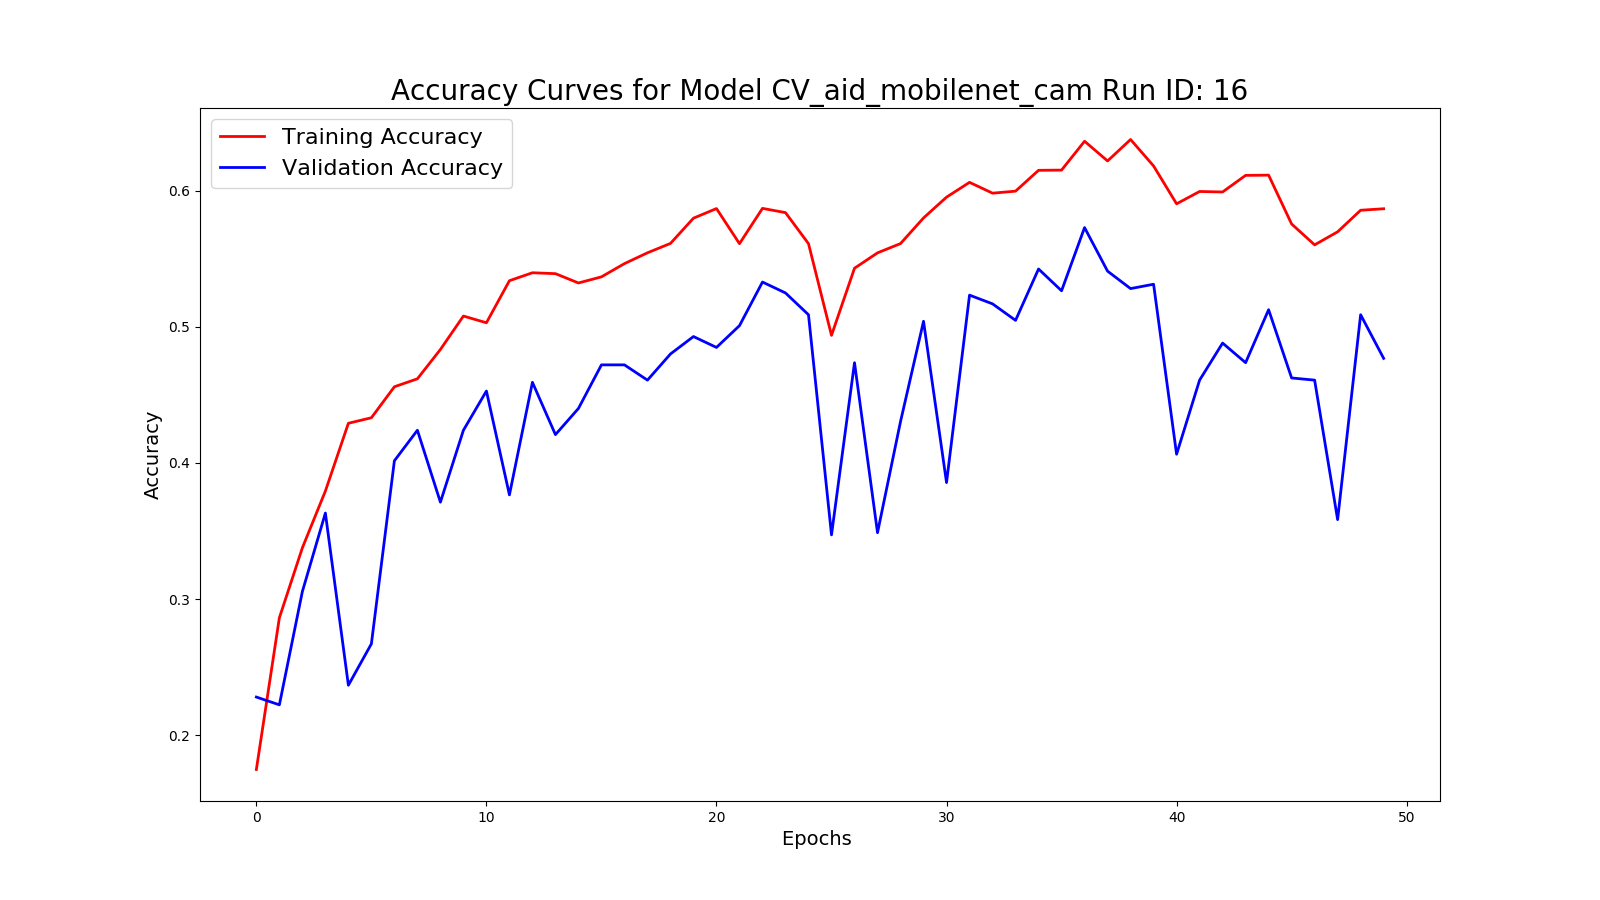 Accuracy Curves for Model CV_aid_mobilenet_cam Run ID: 16
Training Accuracy
Validation Accuracy
0.6
0.5
0.4
0.3
0.2
Accuracy
0 10 20 30 40 50
Epochs